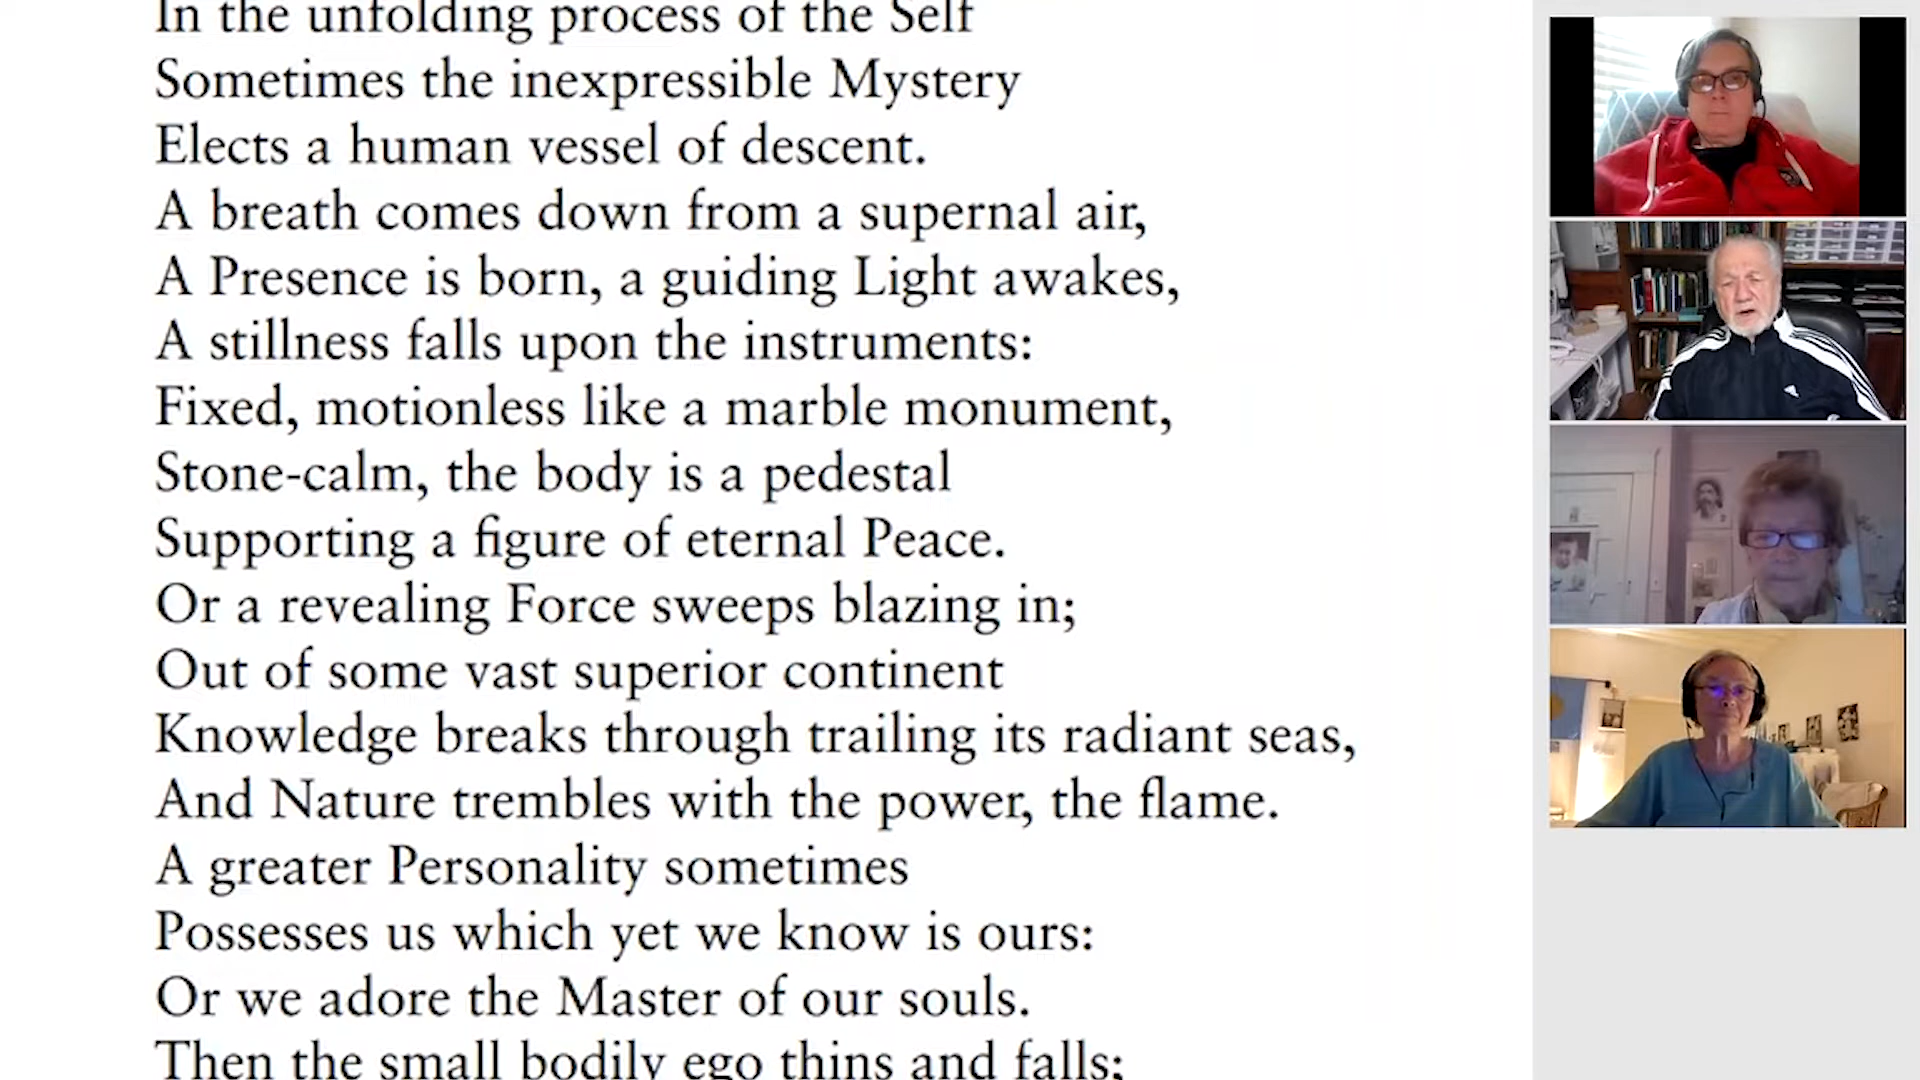 In the unfolding process of the Self
Sometimes the inexpressible Mystery
Elects a human vessel of descent.
A breath comes down from a supernal air,
A Presence is born, a guiding Light awakes,
A stillness falls upon the instruments:
Fixed, motionless like a marble monument,
Stone-calm, the body is a pedestal
Supporting a figure of eternal Peace.
Or a revealing Force sweeps blazing in;
Out of some vast superior continent
Knowledge breaks through trailing its radiant seas,
And Nature trembles with the power, the flame.
A greater Personality sometimes
Possesses us which yet we know is ours:
Or we adore the Master of our souls.
Then the small bodily ego thins and falls;